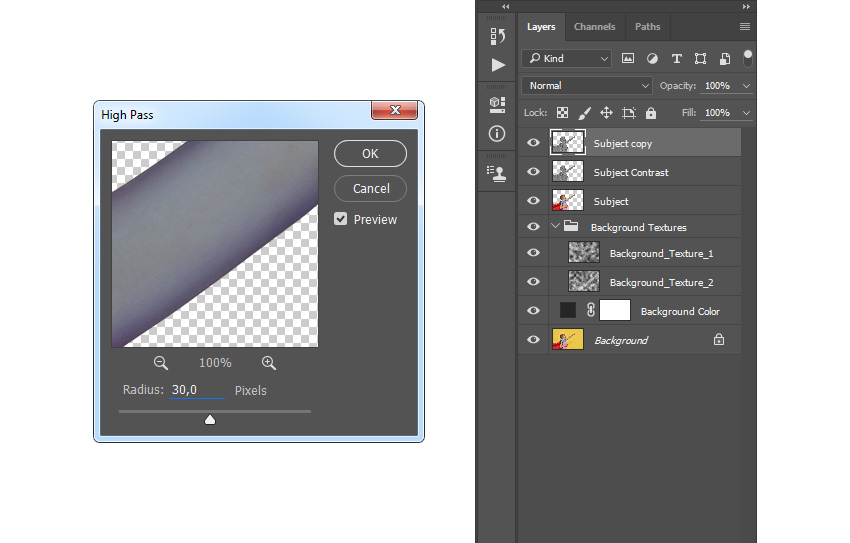 High Pass
OK
Cancel
Preview
100%
Radius: 30,0 Pixels
Layers Channels Paths
Kind
Normal Opacity: 100%
Lock: Fill: 100%
Subject copy
Subject Contrast
Subject
Background Textures
Background_Texture_1
Background_Texture_2
Background Color
Background